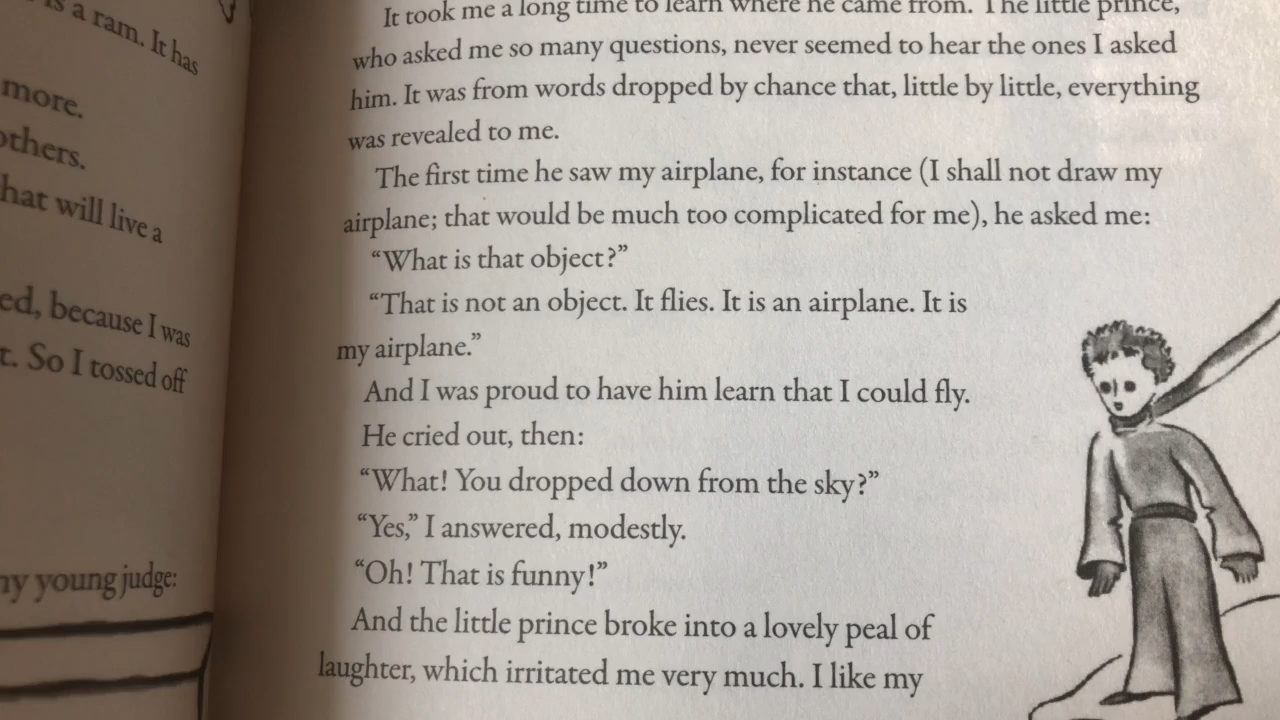 is a ram. It has
more.
others.
hat will live a
ed, because I was
t. So I tossed off
my young judge:
It took me a long time to learn where he came from. The little prince,
who asked me so many questions, never seemed to hear the ones I asked
him. It was from words dropped by chance that, little by little, everything
was revealed to me.
The first time he saw my airplane, for instance (I shall not draw my
airplane; that would be much too complicated for me), he asked me:
“What is that object?”
“That is not an object. It flies. It is an airplane. It is
my airplane.”
And I was proud to have him learn that I could fly.
He cried out, then:
“What! You dropped down from the sky?”
“Yes,” I answered, modestly.
“Oh! That is funny!”
And the little prince broke into a lovely peal of
laughter, which irritated me very much. I like my